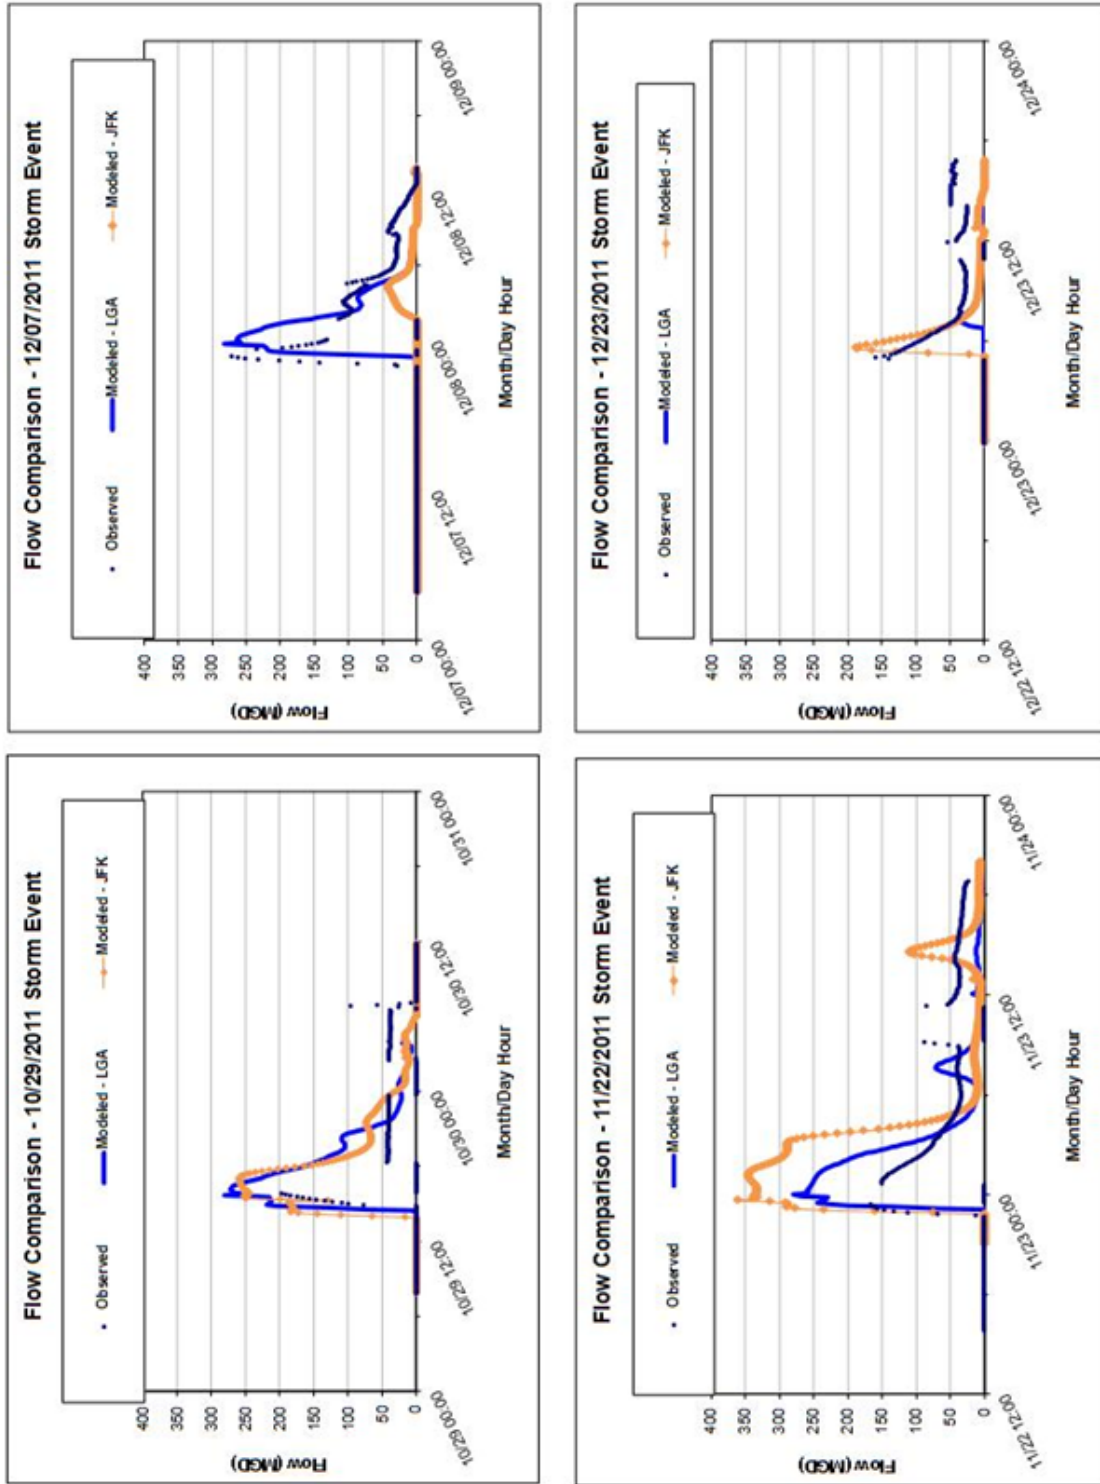 Flow Comparison - 10/29/2011 Storm Event
Observed
Modeled - LGA
Modeled - JFK
400
350
300
250
200
150
100
50
0
Flow (MGD)
10/29 00:00
10/29 12:00
10/30 00:00
10/30 12:00
10/31 00:00
Month/Day Hour
Flow Comparison - 12/07/2011 Storm Event
Observed
Modeled - LGA
Modeled - JFK
400
350
300
250
200
150
100
50
0
Flow (MGD)
12/07 00:00
12/07 12:00
12/08 00:00
12/08 12:00
12/09 00:00
Month/Day Hour
Flow Comparison - 11/22/2011 Storm Event
Observed
Modeled - LGA
Modeled - JFK
400
350
300
250
200
150
100
50
0
Flow (MGD)
11/22 12:00
11/23 00:00
11/23 12:00
11/24 00:00
Month/Day Hour
Flow Comparison - 12/23/2011 Storm Event
Observed
Modeled - LGA
Modeled - JFK
400
350
300
250
200
150
100
50
0
Flow (MGD)
12/22 12:00
12/23 00:00
12/23 12:00
12/24 00:00
Month/Day Hour